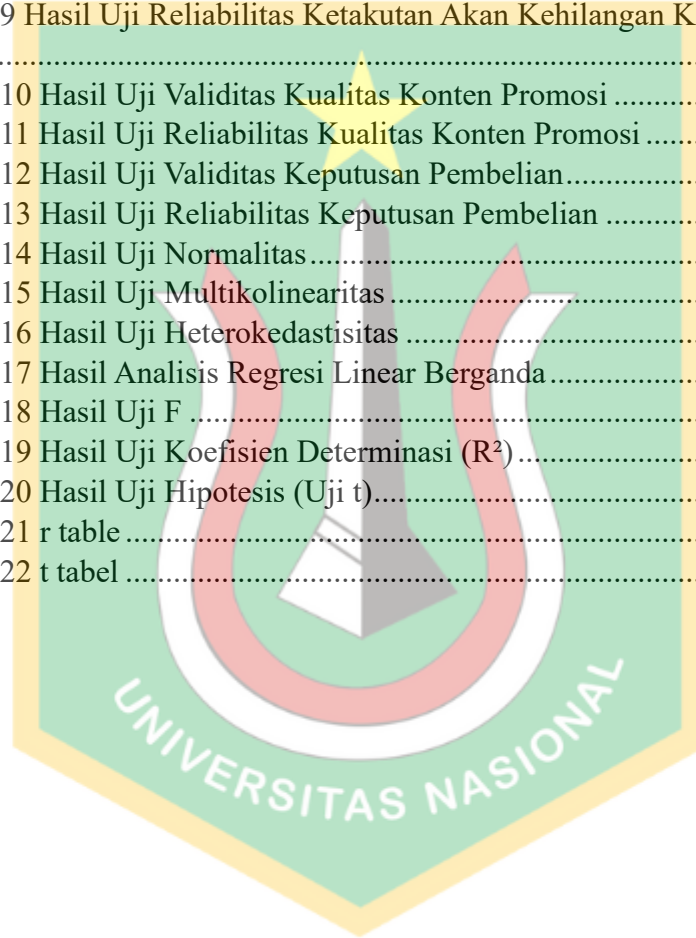 9 Hasil Uji Reliabilitas Ketakutan Akan Kehilangan K
....................................................................................
10 Hasil Uji Validitas Kualitas Konten Promosi ..........
11 Hasil Uji Reliabilitas Kualitas Konten Promosi ......
12 Hasil Uji Validitas Keputusan Pembelian................
13 Hasil Uji Reliabilitas Keputusan Pembelian ...........
14 Hasil Uji Normalitas................................................
15 Hasil Uji Multikolinearitas ......................................
16 Hasil Uji Heterokedastisitas ....................................
17 Hasil Analisis Regresi Linear Berganda..................
18 Hasil Uji F ...............................................................
19 Hasil Uji Koefisien Determinasi (R²)......................
20 Hasil Uji Hipotesis (Uji t)........................................
21 r table .......................................................................
22 t tabel .......................................................................
UNIVERSITAS NASIONAL